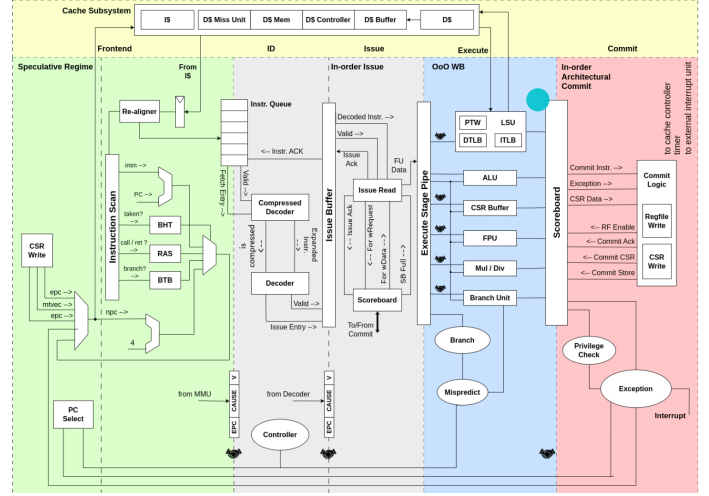 Cache Subsystem
I$
D$ Miss Unit
D$ Mem
D$ Controller
D$ Buffer
D$
Frontend
ID
Issue
Execute
Commit
Speculative Regime
From
I$
In-order Issue
OoO WB
In-order
Architectural
Commit
to cache controller
timer
to external interrupt unit
Re-aligner
Instr. Queue
Instruction Scan
imm -->
PC -->
taken?
-->
BHT
call / ret ?
-->
RAS
branch?
-->
BTB
CSR
Write
epc -->
mtvec -->
epc -->
npc -->
4
PC
Select
<-- Instr. ACK
Fetch Entry -->
Valid -->
Compressed
Decoder
is
compressed
-->
Expanded
Instr.
-->
Decoder
Valid -->
Issue Entry -->
Issue Buffer
Decoded Instr. -->
Valid -->
Issue
Ack
FU
Data
Issue Read
<-- Issue Ack
<-- For wRequest
For wData -->
SB Full -->
Scoreboard
To/From
Commit
Execute Stage Pipe
PTW
LSU
DTLB
ITLB
ALU
CSR Buffer
FPU
Mul / Div
Branch Unit
Branch
Mispredict
Scoreboard
Commit Instr. -->
Exception -->
CSR Data -->
<-- RF Enable
<-- Commit Ack
<-- Commit CSR
<-- Commit Store
Commit
Logic
Regfile
Write
CSR
Write
Privilege
Check
Exception
Interrupt
from MMU
EPC
CAUSE
V
from Decoder
EPC
CAUSE
V
Controller